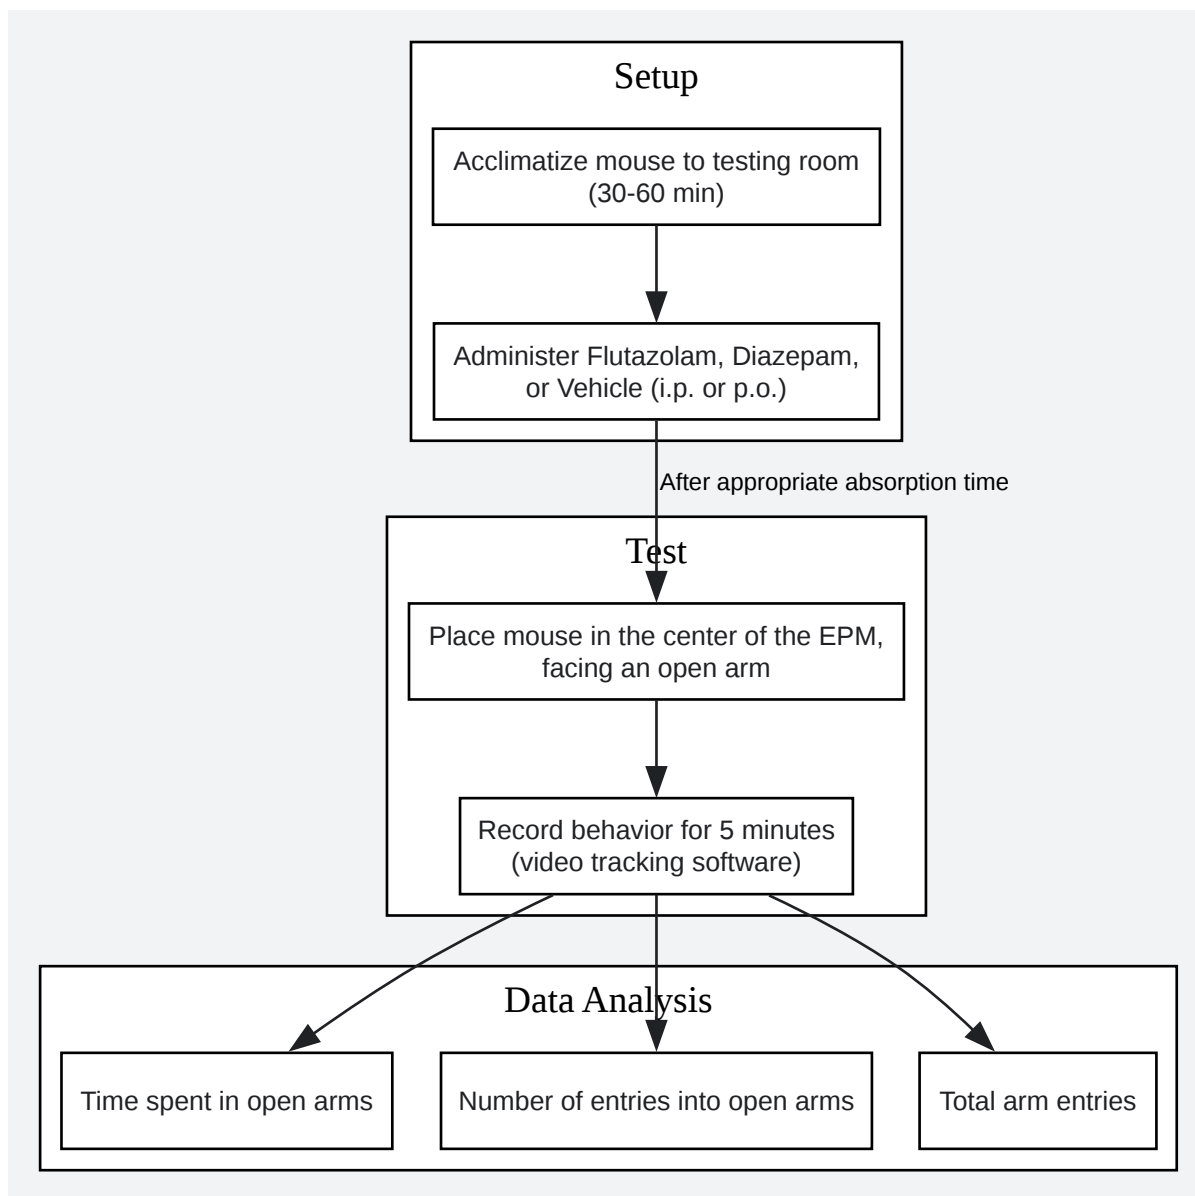 Setup
Acclimatize mouse to testing room
(30-60 min)
Administer Flutazolam, Diazepam,
or Vehicle (i.p. or p.o.)
After appropriate absorption time
Test
Place mouse in the center of the EPM,
facing an open arm
Record behavior for 5 minutes
(video tracking software)
Data Analysis
Time spent in open arms
Number of entries into open arms
Total arm entries